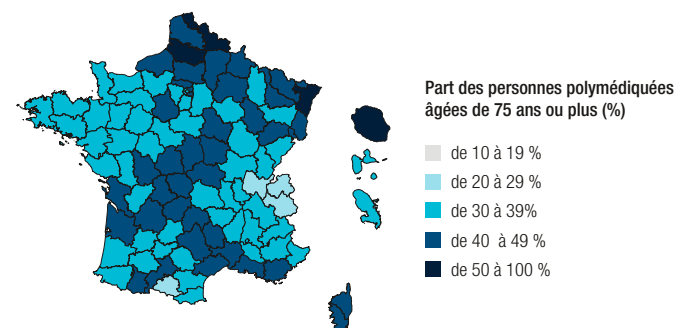 Part des personnes polymédiquées
âgées de 75 ans ou plus (%)
de 10 à 19 %
de 20 à 29 %
de 30 à 39%
de 40 à 49 %
de 50 à 100 %